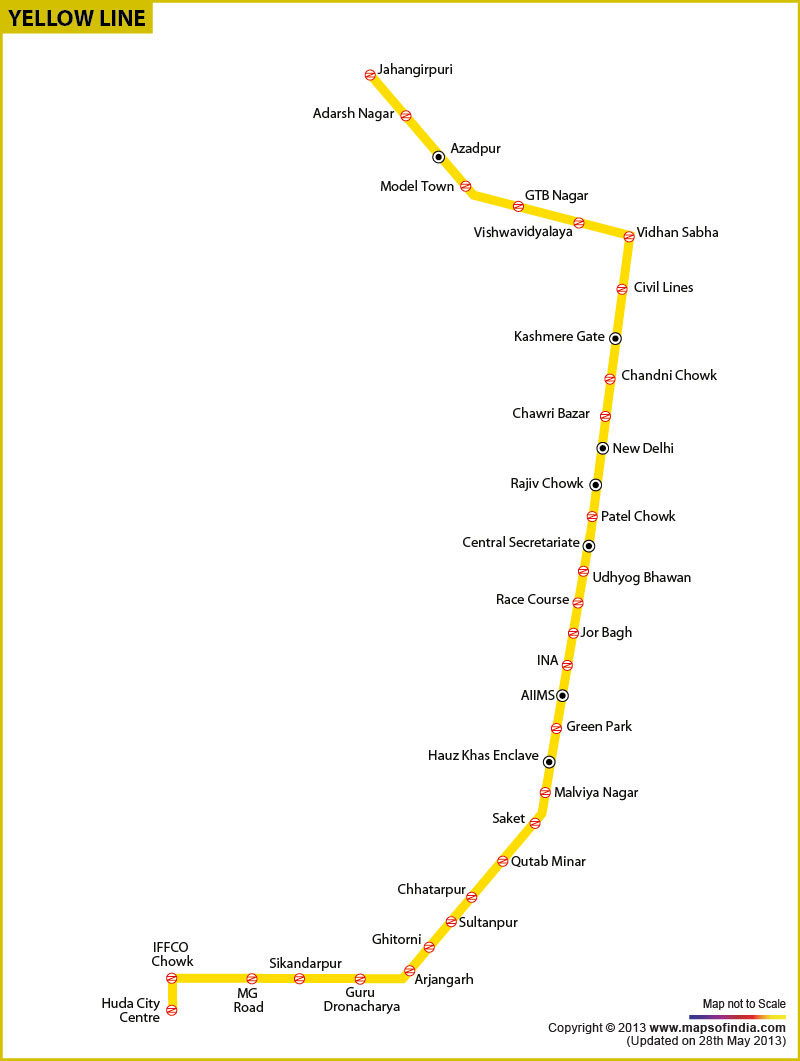 YELLOW LINE
Jahangirpuri
Adarsh Nagar
Azadpur
Model Town
GTB Nagar
Vishwavidyalaya
Vidhan Sabha
Civil Lines
Kashmere Gate
Chandni Chowk
Chawri Bazar
New Delhi
Rajiv Chowk
Patel Chowk
Central Secretariate
Udhyog Bhawan
Race Course
Jor Bagh
INA
AIIMS
Green Park
Hauz Khas Enclave
Malviya Nagar
Saket
Qutab Minar
Chhatarpur
Sultanpur
Ghitorni
Arjangarh
Guru
Dronacharya
Sikandarpur
MG
Road
IFFCO
Chowk
Huda City
Centre
Map not to Scale
Copyright © 2013 www.mapsofindia.com
(Updated on 28th May 2013)